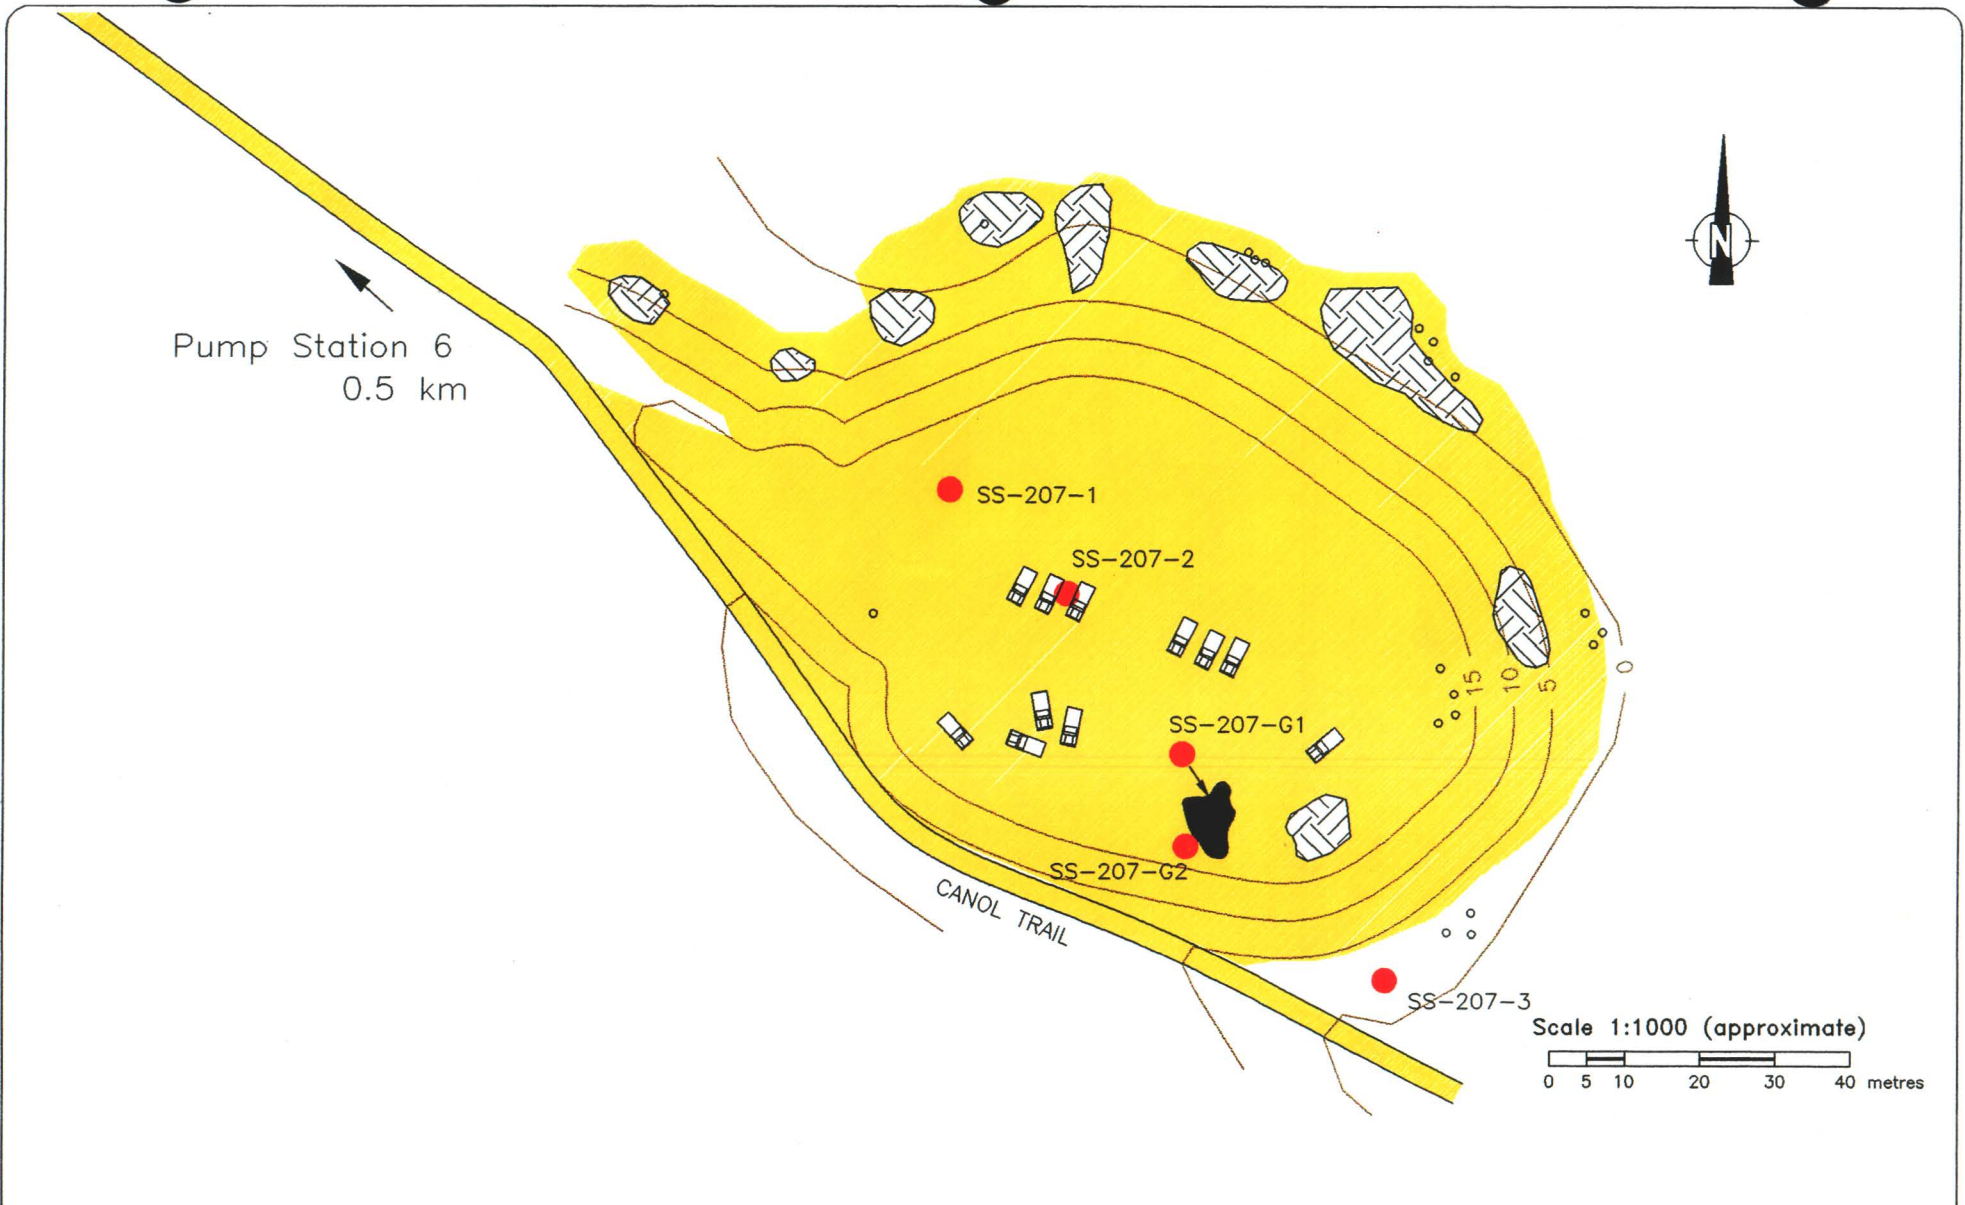 N
Pump Station 6
0.5 km
SS-207-1
SS-207-2
15
10
5
0
SS-207-G1
SS-207-G2
CANOL TRAIL
SS-207-3
Scale 1:1000 (approximate)
0 5 10 20 30 40 metres